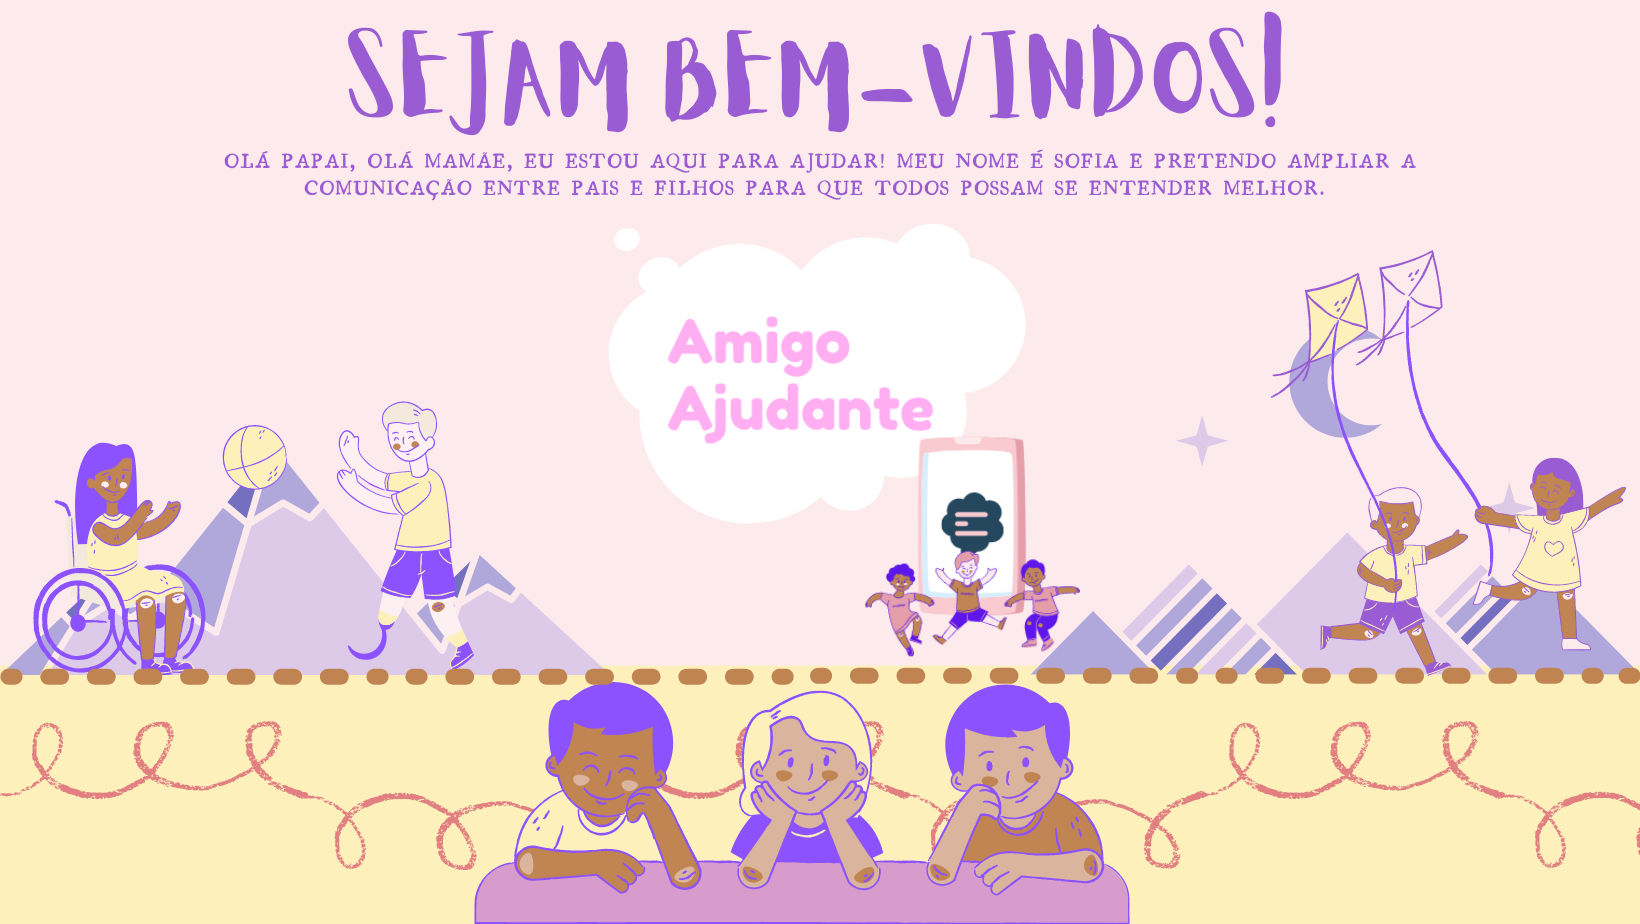 SEJAM BEM-VINDOS!
OLÁ PAPAI, OLÁ MAMÃE, EU ESTOU AQUI PARA AJUDAR! MEU NOME É SOFIA E PRETENDO AMPLIAR A
COMUNICAÇÃO ENTRE PAIS E FILHOS PARA QUE TODOS POSSAM SE ENTENDER MELHOR.
Amigo
Ajudante